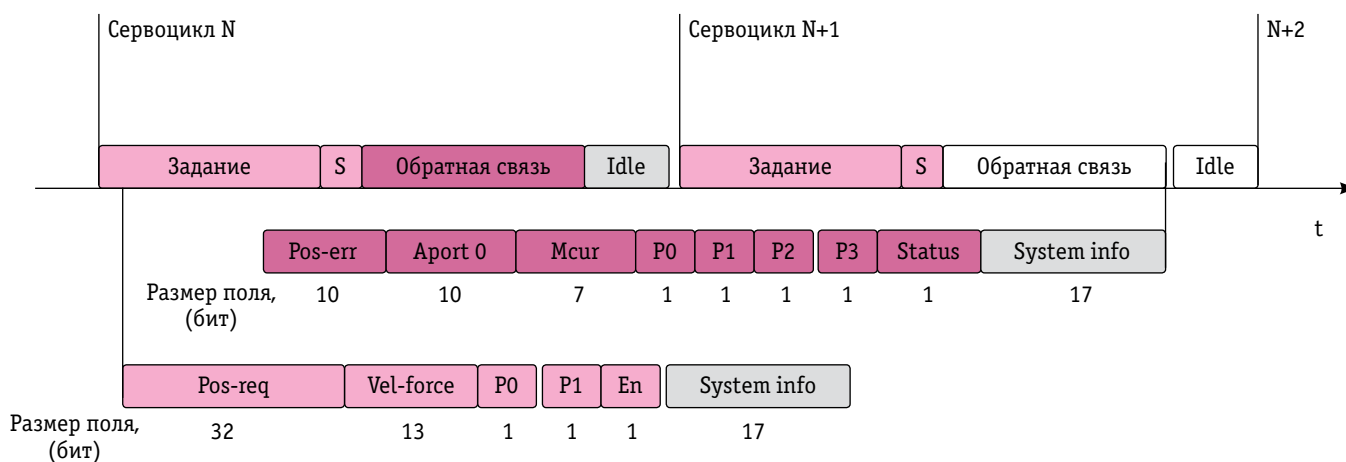 Сервоцикл N Сервоцикл N+1 N+2
Задание S Обратная связь Idle Задание S Обратная связь Idle
t
Pos-err Aport 0 Mcur P0 P1 P2 P3 Status System info
Размер поля, 10 10 7 1 1 1 1 1 17
(бит)
Pos-req Vel-force P0 P1 En System info
Размер поля, 32 13 1 1 1 17
(бит)